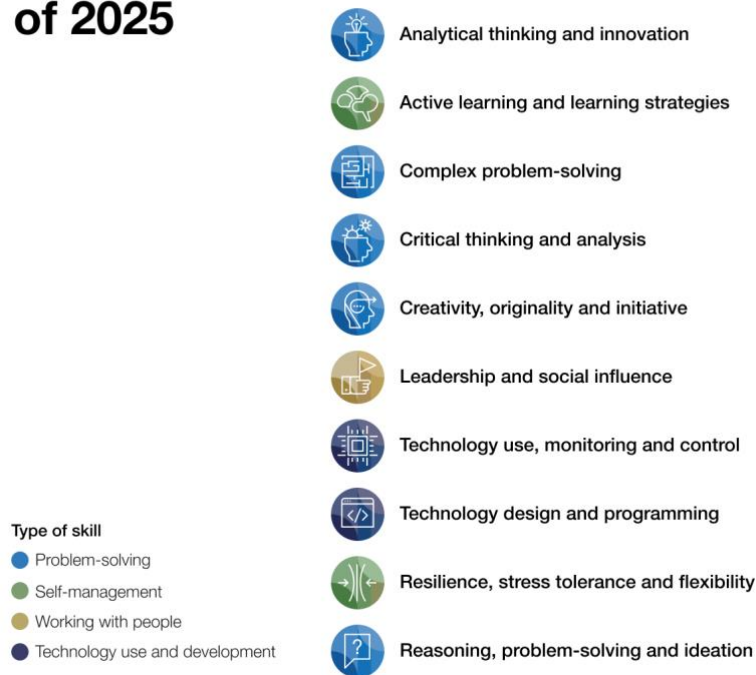 of 2025
Analytical thinking and innovation
Active learning and learning strategies
Complex problem-solving
Critical thinking and analysis
Creativity, originality and initiative
Leadership and social influence
Technology use, monitoring and control
Technology design and programming
Resilience, stress tolerance and flexibility
Reasoning, problem-solving and ideation
Type of skill
Problem-solving
Self-management
Working with people
Technology use and development